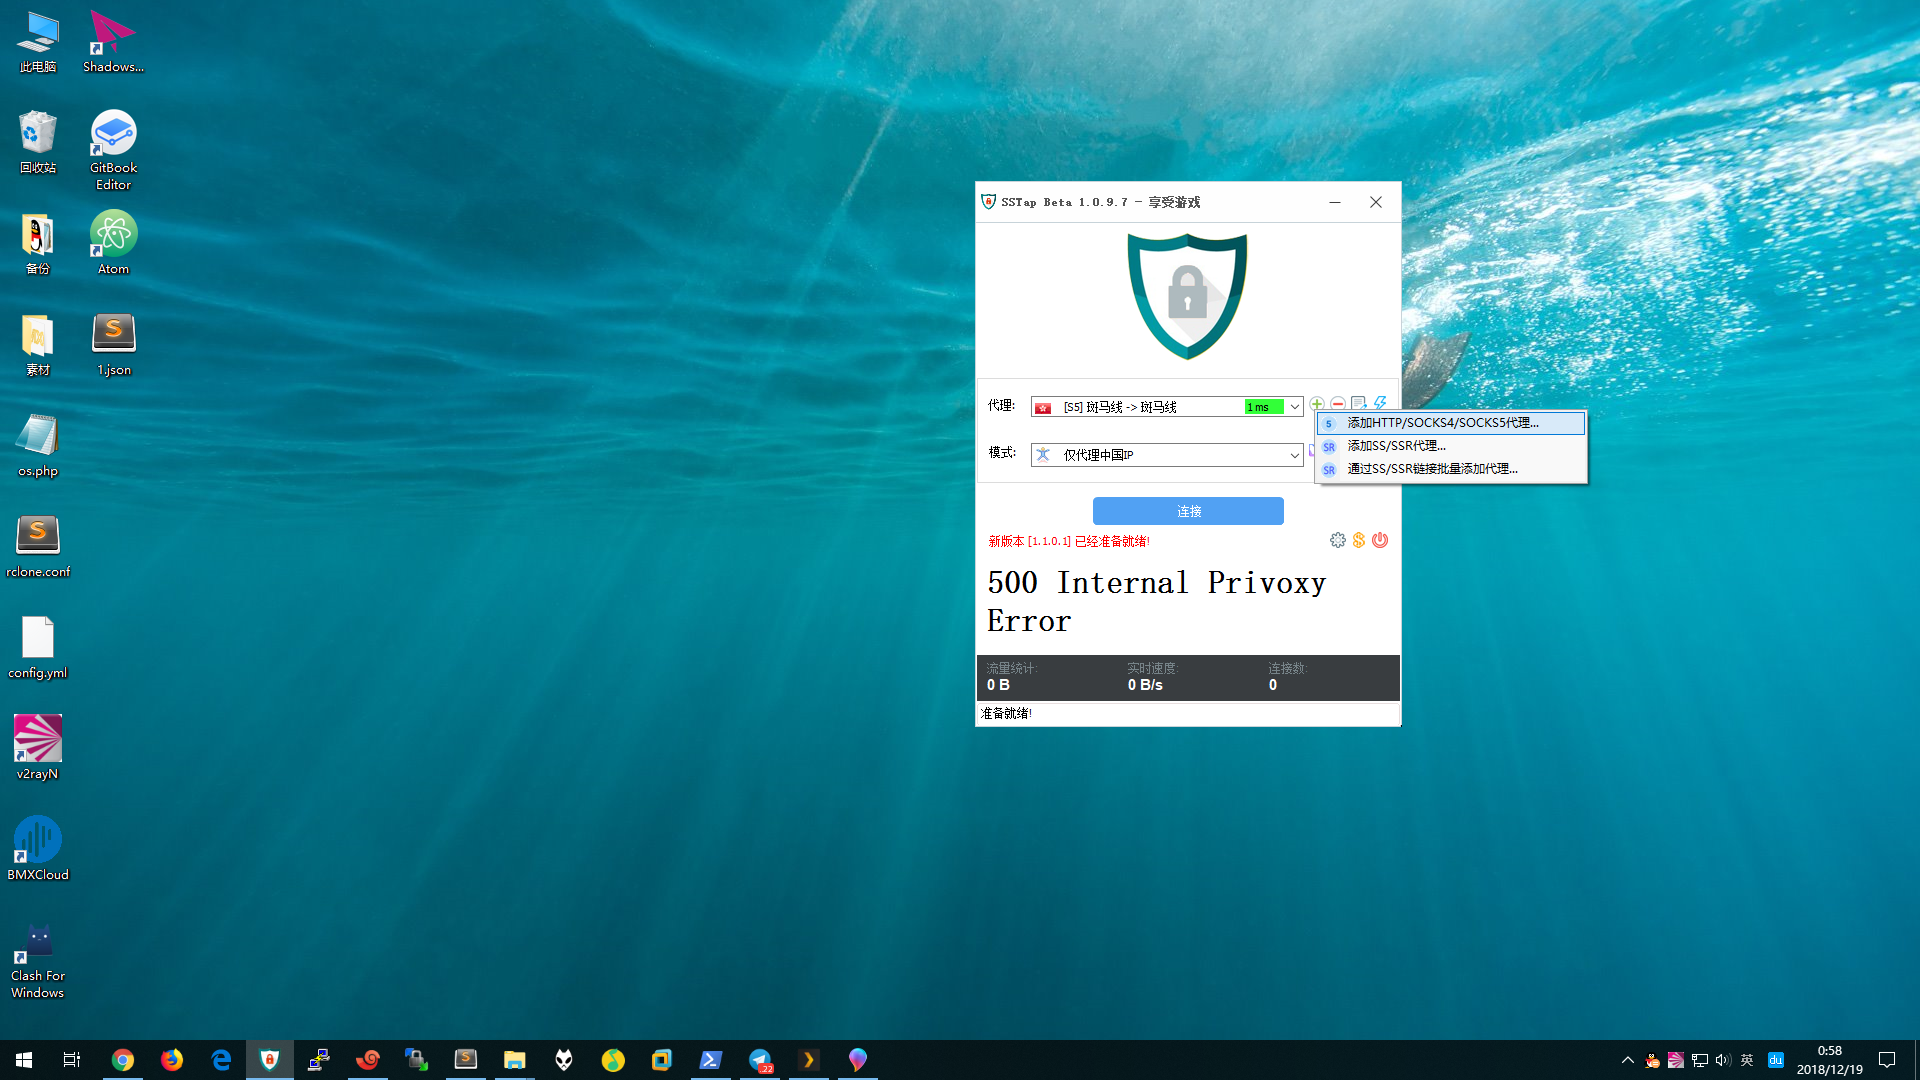 此电脑
Shadows...
回收站
GitBook
Editor
备份
Atom
素材
1.json
os.php
rclone.conf
config.yml
v2rayN
BMXCloud
Clash For
Windows
SSTap Beta 1.0.9.7 - 享受游戏
代理:
[S5] 斑马线 -> 斑马线
1 ms
模式:
仅代理中国IP
5 添加HTTP/SOCKS4/SOCKS5代理...
SR 添加SS/SSR代理...
SR 通过SS/SSR链接批量添加代理...
连接
新版本 [1.1.0.1] 已经准备就绪!
500 Internal Privoxy
Error
流量统计: 实时速度: 连接数:
0 B 0 B/s 0
准备就绪!
.22
英
du
0:58
2018/12/19